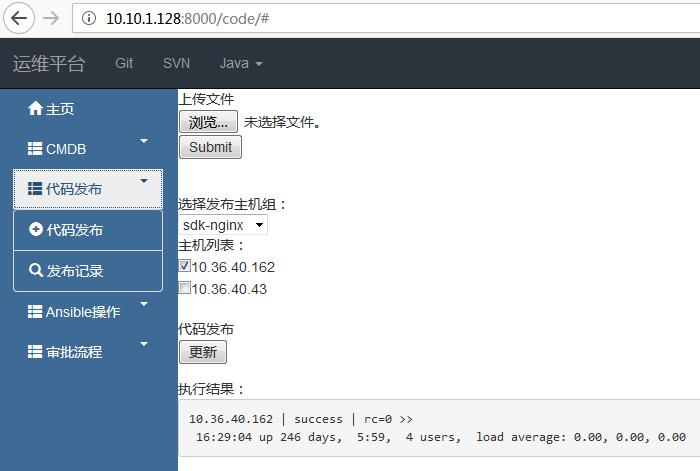 10.10.1.128:8000/code/#
运维平台 Git SVN Java
主页
CMDB
代码发布
代码发布
发布记录
Ansible操作
审批流程
上传文件
浏览... 未选择文件。
Submit
选择发布主机组：
sdk-nginx
主机列表：
10.36.40.162
10.36.40.43
代码发布
更新
执行结果：
10.36.40.162 | success | rc=0 >>
16:29:04 up 246 days,  5:59,  4 users,  load average: 0.00, 0.00, 0.00